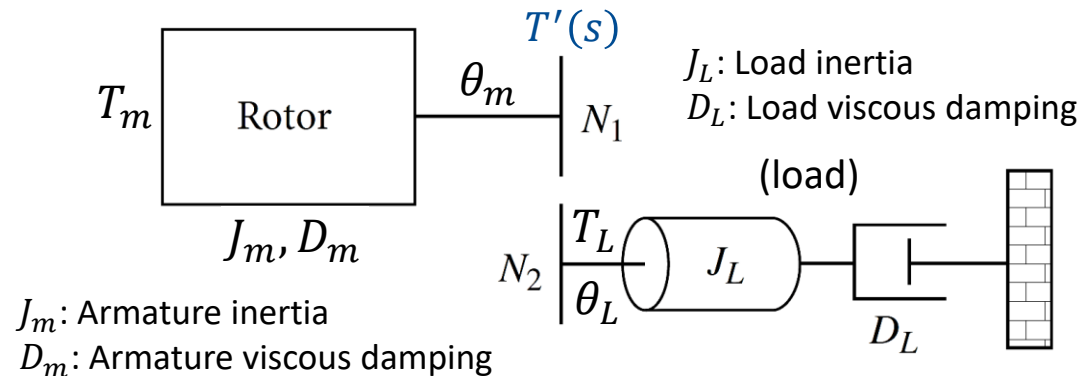 T′(s)
J_L: Load inertia
D_L: Load viscous damping
T_m
Rotor
θ_m
N_1
(load)
J_m, D_m
N_2
T_L
θ_L
J_L
D_L
J_m: Armature inertia
D_m: Armature viscous damping